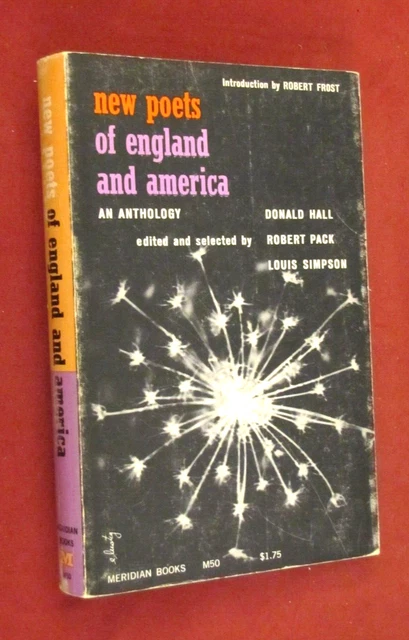 introduction by ROBERT FROST
new poets
of england
and america
AN ANTHOLOGY
DONALD HALL
edited and selected by ROBERT PACK
LOUIS SIMPSON
MERIDIAN BOOKS M50 $1.75
new poets of england and america
MERIDIAN
BOOKS
M